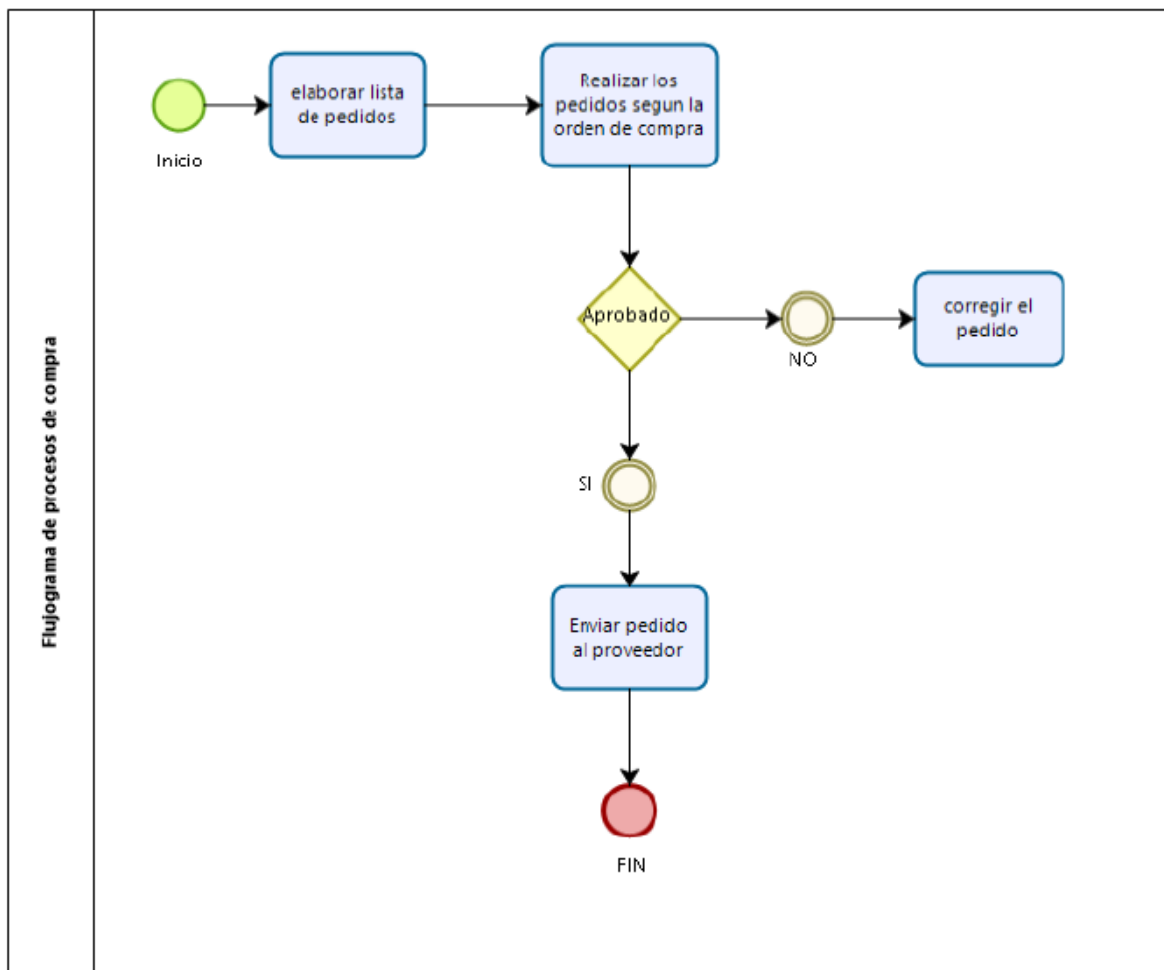 Flujograma de procesos de compra
Inicio
elaborar lista
de pedidos
Realizar los
pedidos segun la
orden de compra
Aprobado
NO
corregir el
pedido
SI
Enviar pedido
al proveedor
FIN